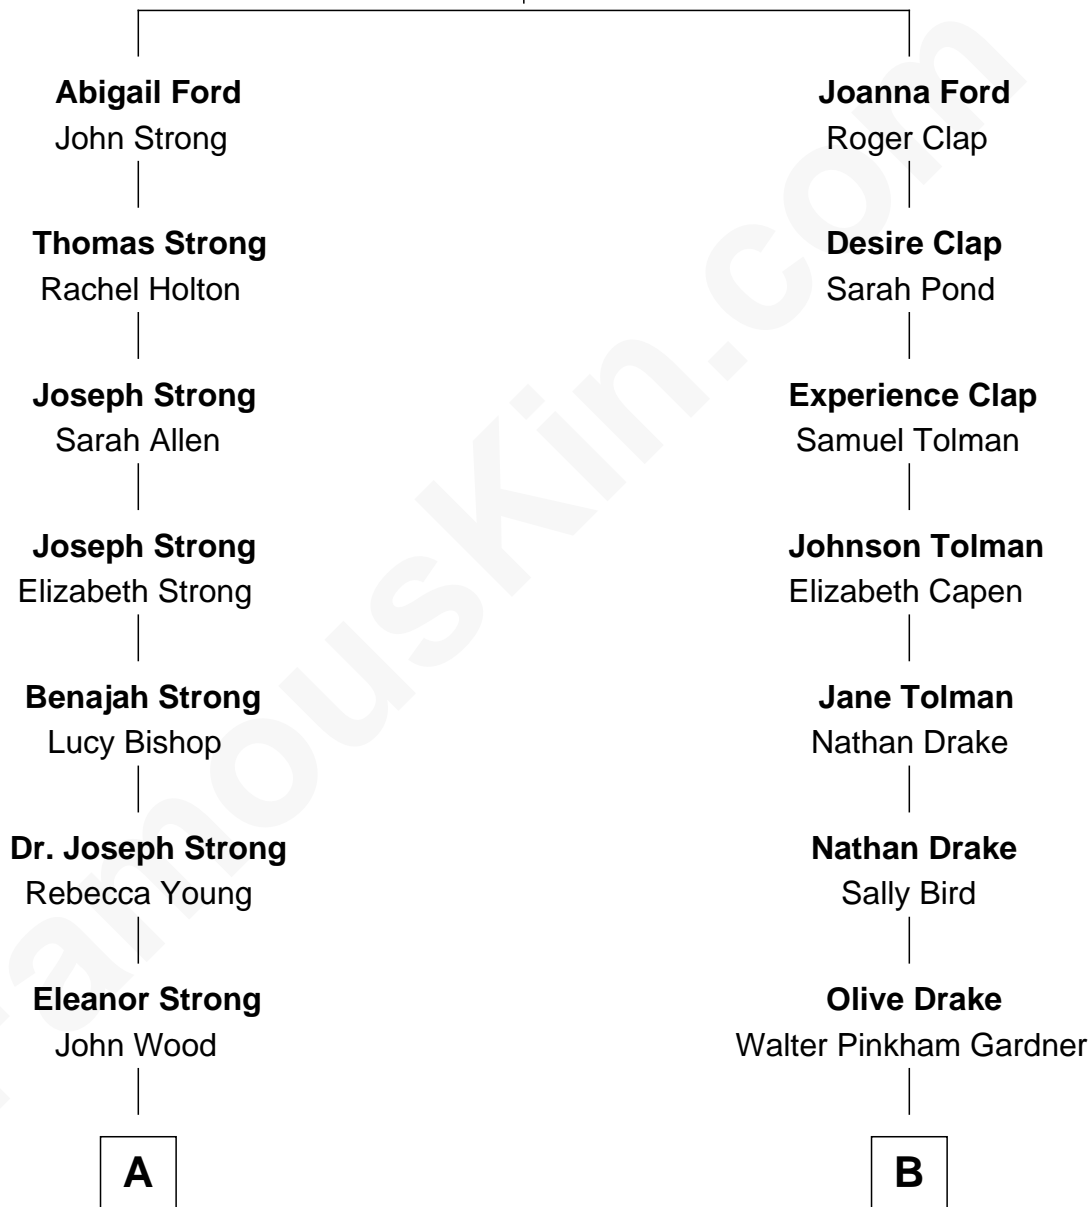 Abigail Ford
John Strong
Joanna Ford
Roger Clap
Thomas Strong
Rachel Holton
Desire Clap
Sarah Pond
Joseph Strong
Sarah Allen
Experience Clap
Samuel Tolman
Joseph Strong
Elizabeth Strong
Johnson Tolman
Elizabeth Capen
Benajah Strong
Lucy Bishop
Jane Tolman
Nathan Drake
Dr. Joseph Strong
Rebecca Young
Nathan Drake
Sally Bird
Eleanor Strong
John Wood
Olive Drake
Walter Pinkham Gardner
A
B
FamousKin.com